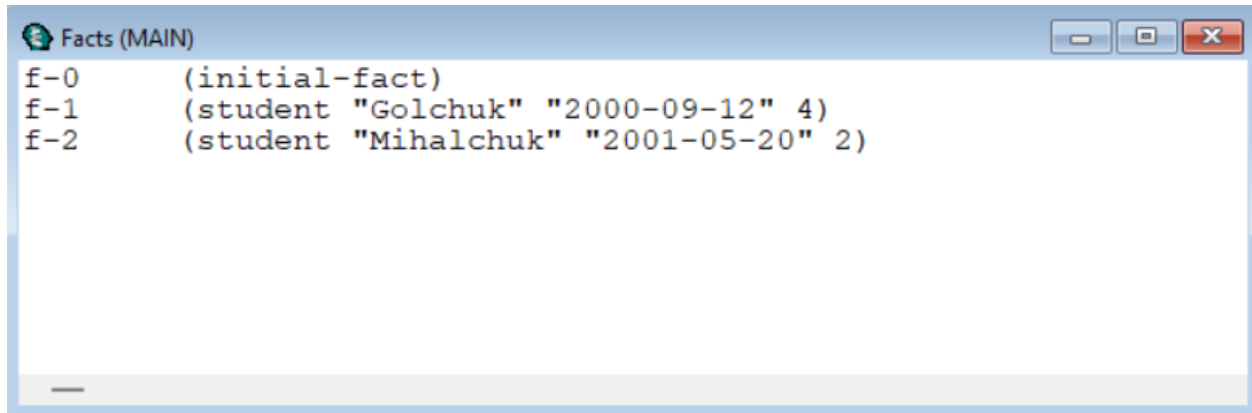 Facts (MAIN)
f-0 (initial-fact)
f-1 (student "Golchuk" "2000-09-12" 4)
f-2 (student "Mihalchuk" "2001-05-20" 2)